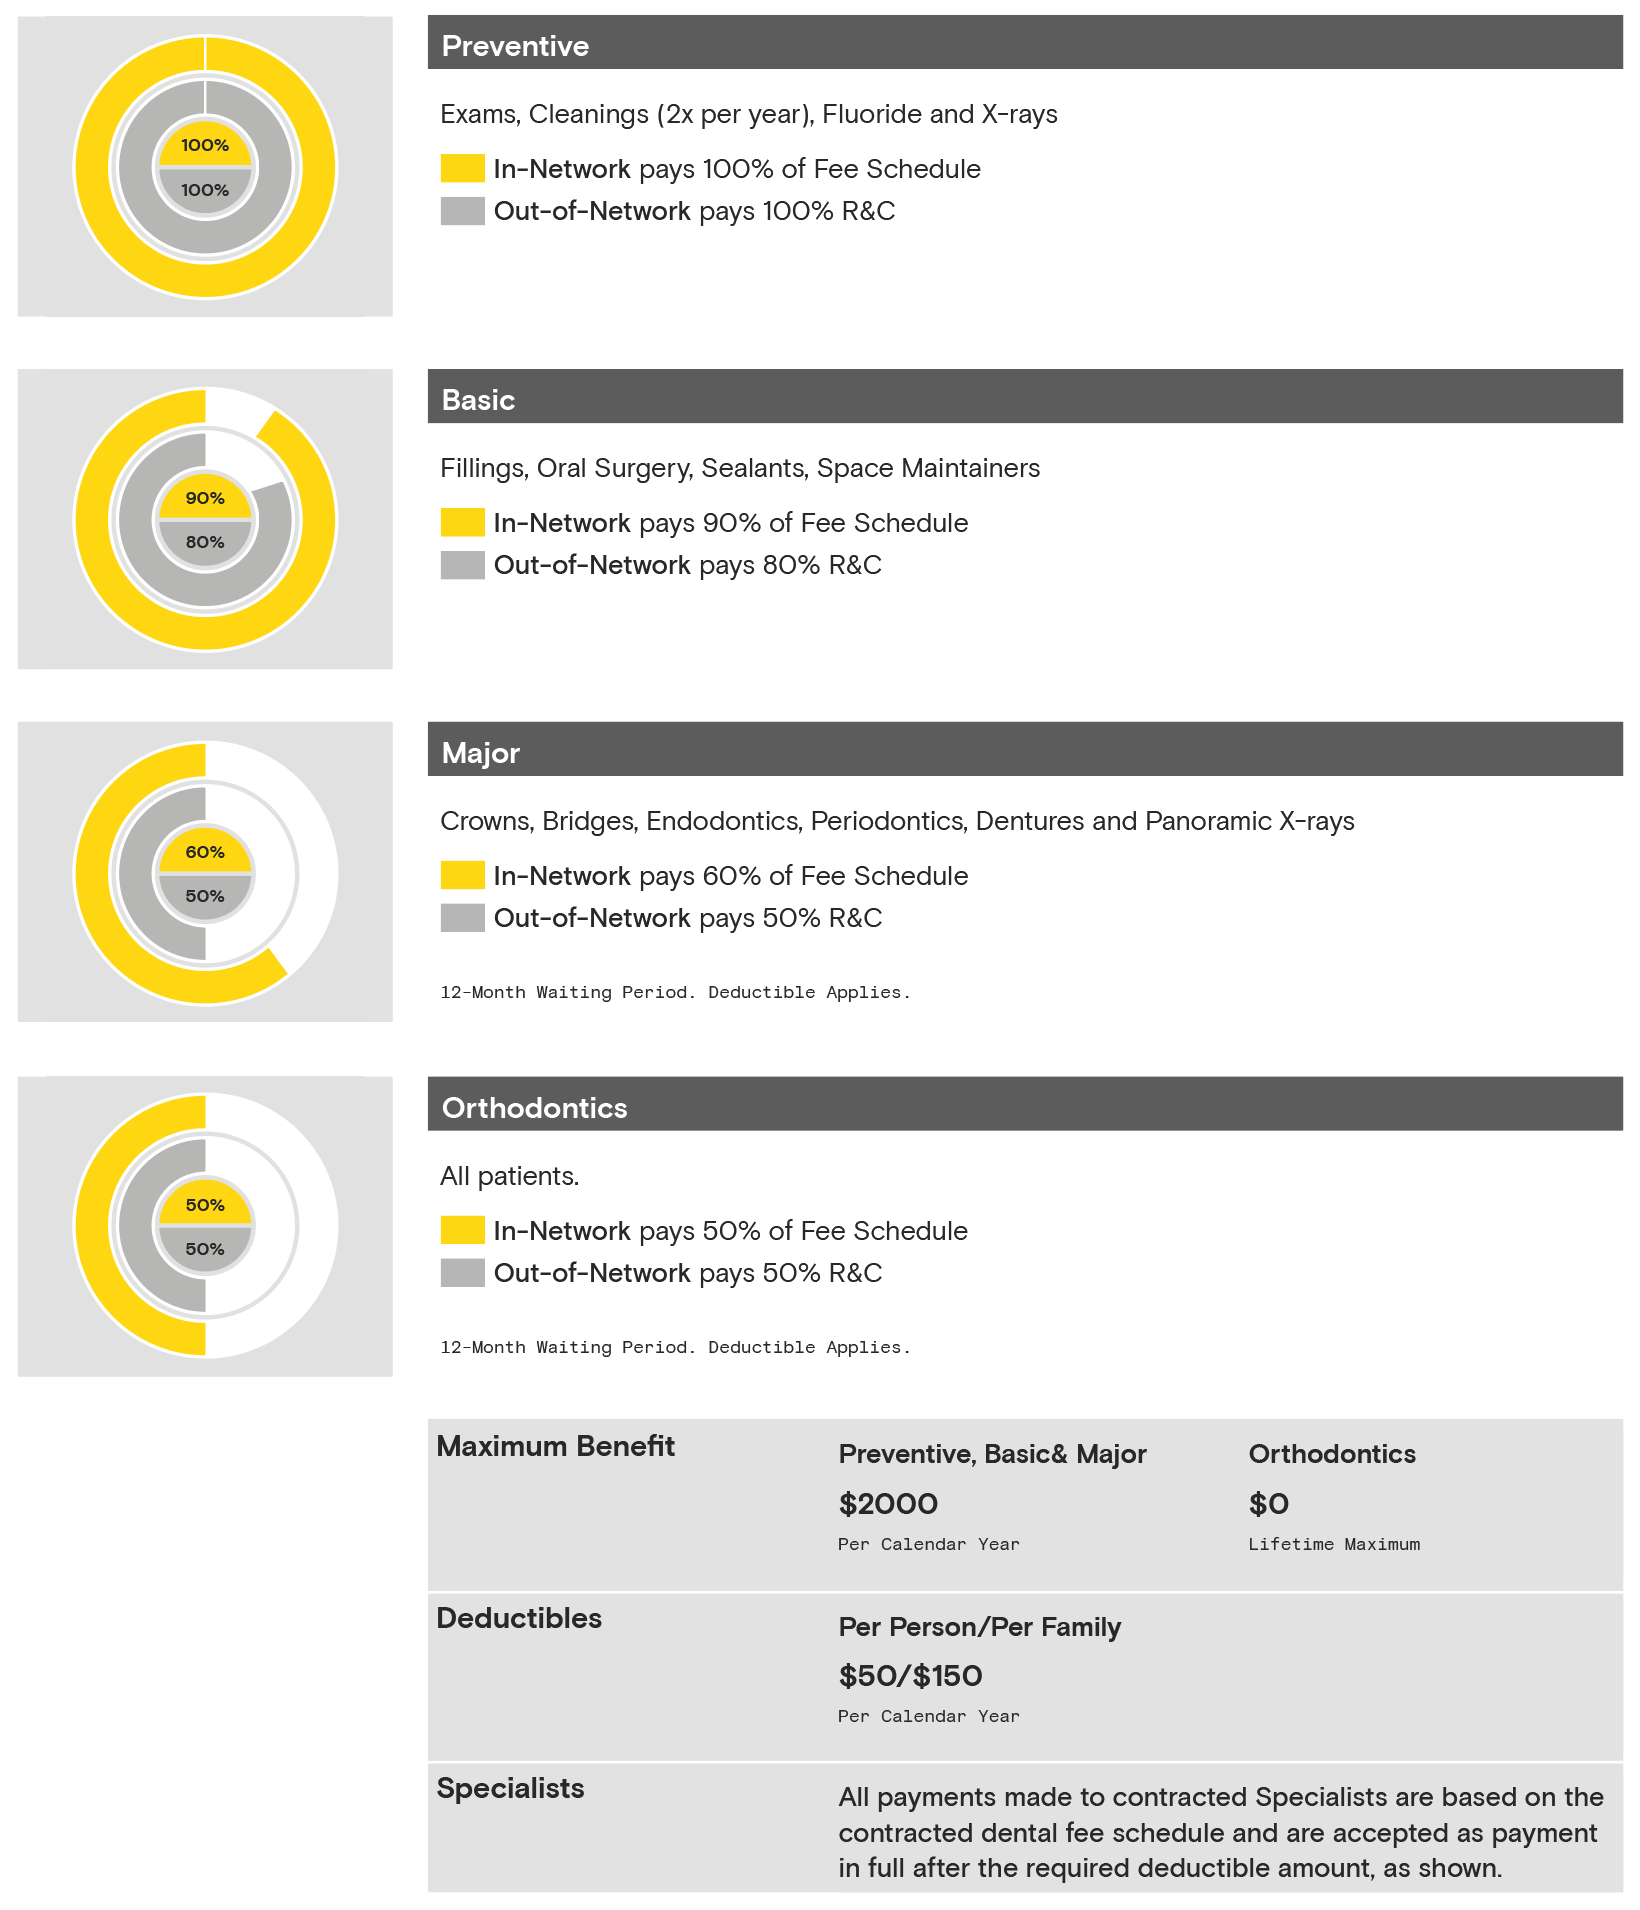 Preventive
100%
100%
Exams, Cleanings (2x per year), Fluoride and X-rays
In-Network pays 100% of Fee Schedule
Out-of-Network pays 100% R&C
Basic
90%
80%
Fillings, Oral Surgery, Sealants, Space Maintainers
In-Network pays 90% of Fee Schedule
Out-of-Network pays 80% R&C
Major
60%
50%
Crowns, Bridges, Endodontics, Periodontics, Dentures and Panoramic X-rays
In-Network pays 60% of Fee Schedule
Out-of-Network pays 50% R&C
12-Month Waiting Period. Deductible Applies.
Orthodontics
50%
50%
All patients.
In-Network pays 50% of Fee Schedule
Out-of-Network pays 50% R&C
12-Month Waiting Period. Deductible Applies.
Maximum Benefit
Preventive, Basic& Major
$2000
Per Calendar Year
Orthodontics
$0
Lifetime Maximum
Deductibles
Per Person/Per Family
$50/$150
Per Calendar Year
Specialists
All payments made to contracted Specialists are based on the
contracted dental fee schedule and are accepted as payment
in full after the required deductible amount, as shown.